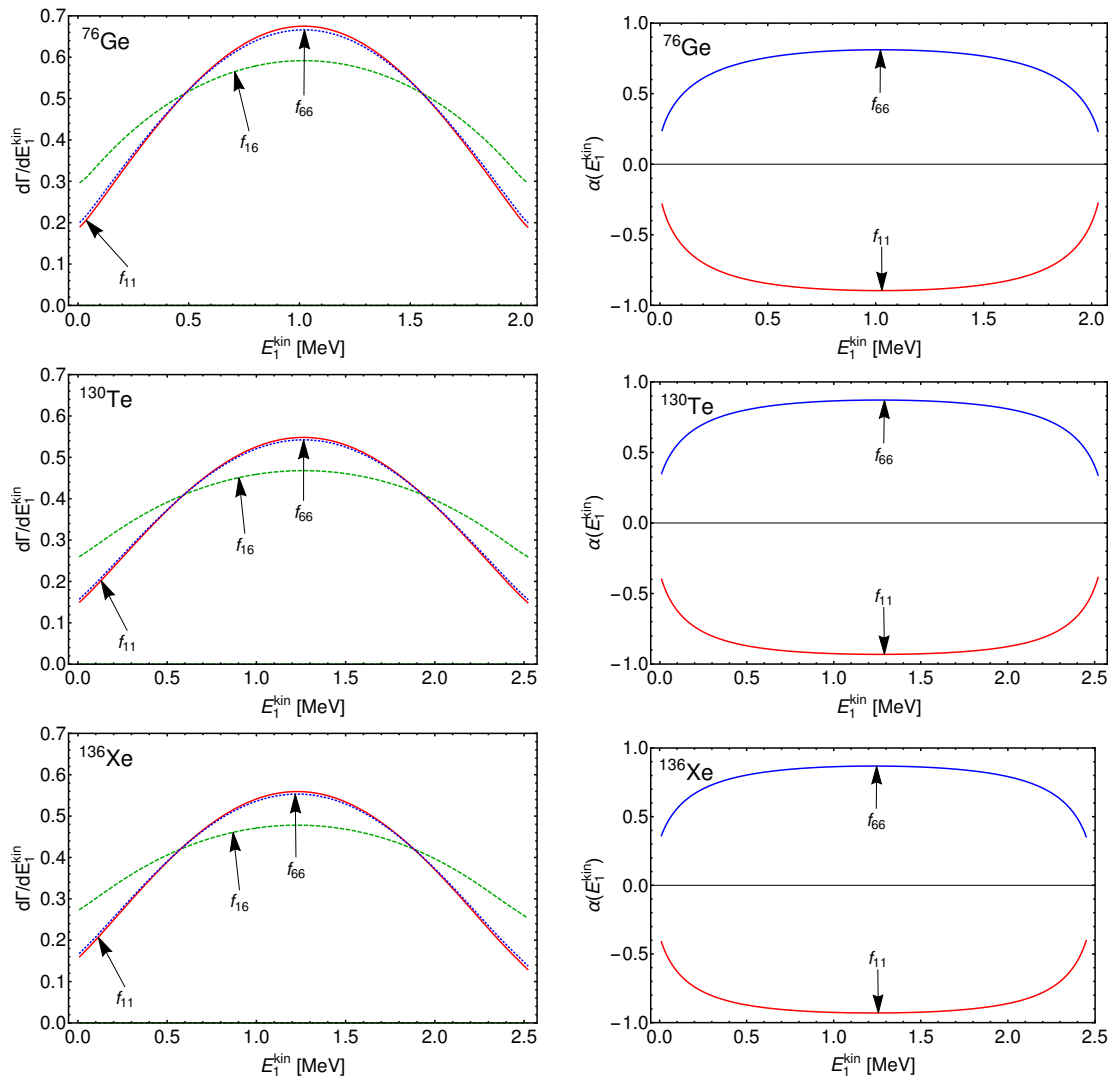 ⁷⁶Ge
0.7
0.6
0.5
0.4
0.3
0.2
0.1
0.0
dΓ/dE₁ᵏⁱⁿ
f₁₁
f₁₆
f₆₆
0.0 0.5 1.0 1.5 2.0
E₁ᵏⁱⁿ [MeV]
⁷⁶Ge
1.0
0.5
0.0
−0.5
−1.0
α(E₁ᵏⁱⁿ)
f₆₆
f₁₁
0.0 0.5 1.0 1.5 2.0
E₁ᵏⁱⁿ [MeV]
¹³⁰Te
0.7
0.6
0.5
0.4
0.3
0.2
0.1
0.0
dΓ/dE₁ᵏⁱⁿ
f₁₁
f₁₆
f₆₆
0.0 0.5 1.0 1.5 2.0 2.5
E₁ᵏⁱⁿ [MeV]
¹³⁰Te
1.0
0.5
0.0
−0.5
−1.0
α(E₁ᵏⁱⁿ)
f₆₆
f₁₁
0.0 0.5 1.0 1.5 2.0 2.5
E₁ᵏⁱⁿ [MeV]
¹³⁶Xe
0.7
0.6
0.5
0.4
0.3
0.2
0.1
0.0
dΓ/dE₁ᵏⁱⁿ
f₁₁
f₁₆
f₆₆
0.0 0.5 1.0 1.5 2.0 2.5
E₁ᵏⁱⁿ [MeV]
¹³⁶Xe
1.0
0.5
0.0
−0.5
−1.0
α(E₁ᵏⁱⁿ)
f₆₆
f₁₁
0.0 0.5 1.0 1.5 2.0 2.5
E₁ᵏⁱⁿ [MeV]